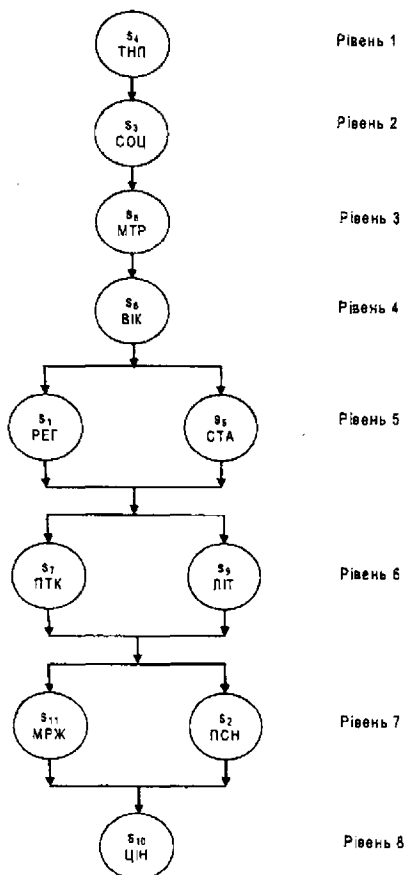 s₄
ТНП
Рівень 1
s₃
СОЦ
Рівень 2
s₈
МТР
Рівень 3
s₆
ВІК
Рівень 4
s₁
РЕГ
s₅
СТА
Рівень 5
s₇
ПТК
s₉
ЛІТ
Рівень 6
s₁₁
МРЖ
s₂
ПСН
Рівень 7
s₁₀
ЦІН
Рівень 8